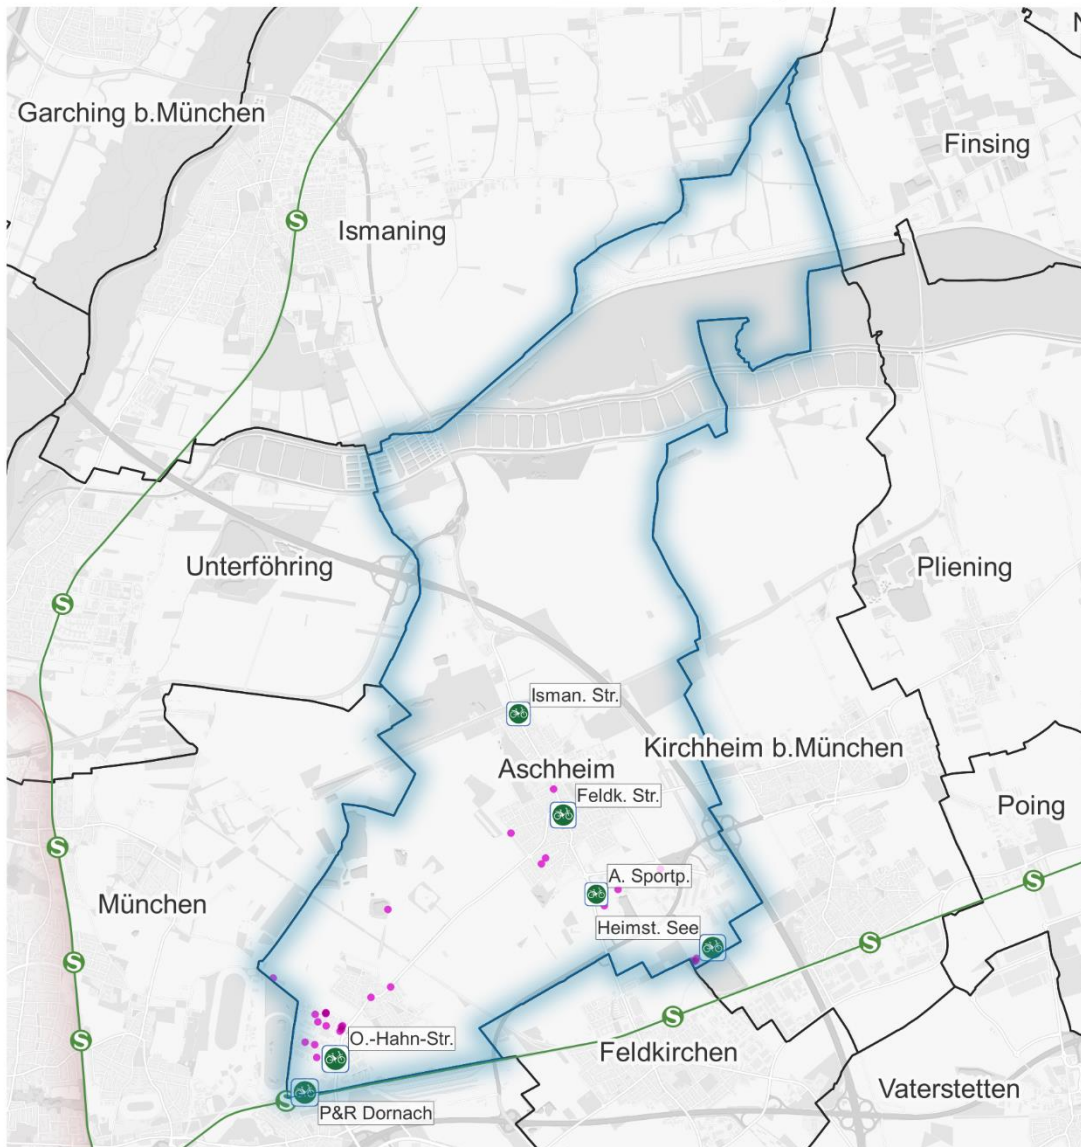 N
Garching b.München
Finsing
Ismaning
S
Unterföhring
Pliening
S
Isman. Str.
Kirchheim b.München
Aschheim
Feldk. Str.
Poing
S
A. Sportp.
S
München
Heimst. See
S
S
S
O.-Hahn-Str.
S
Feldkirchen
Vaterstetten
S
P&R Dornach